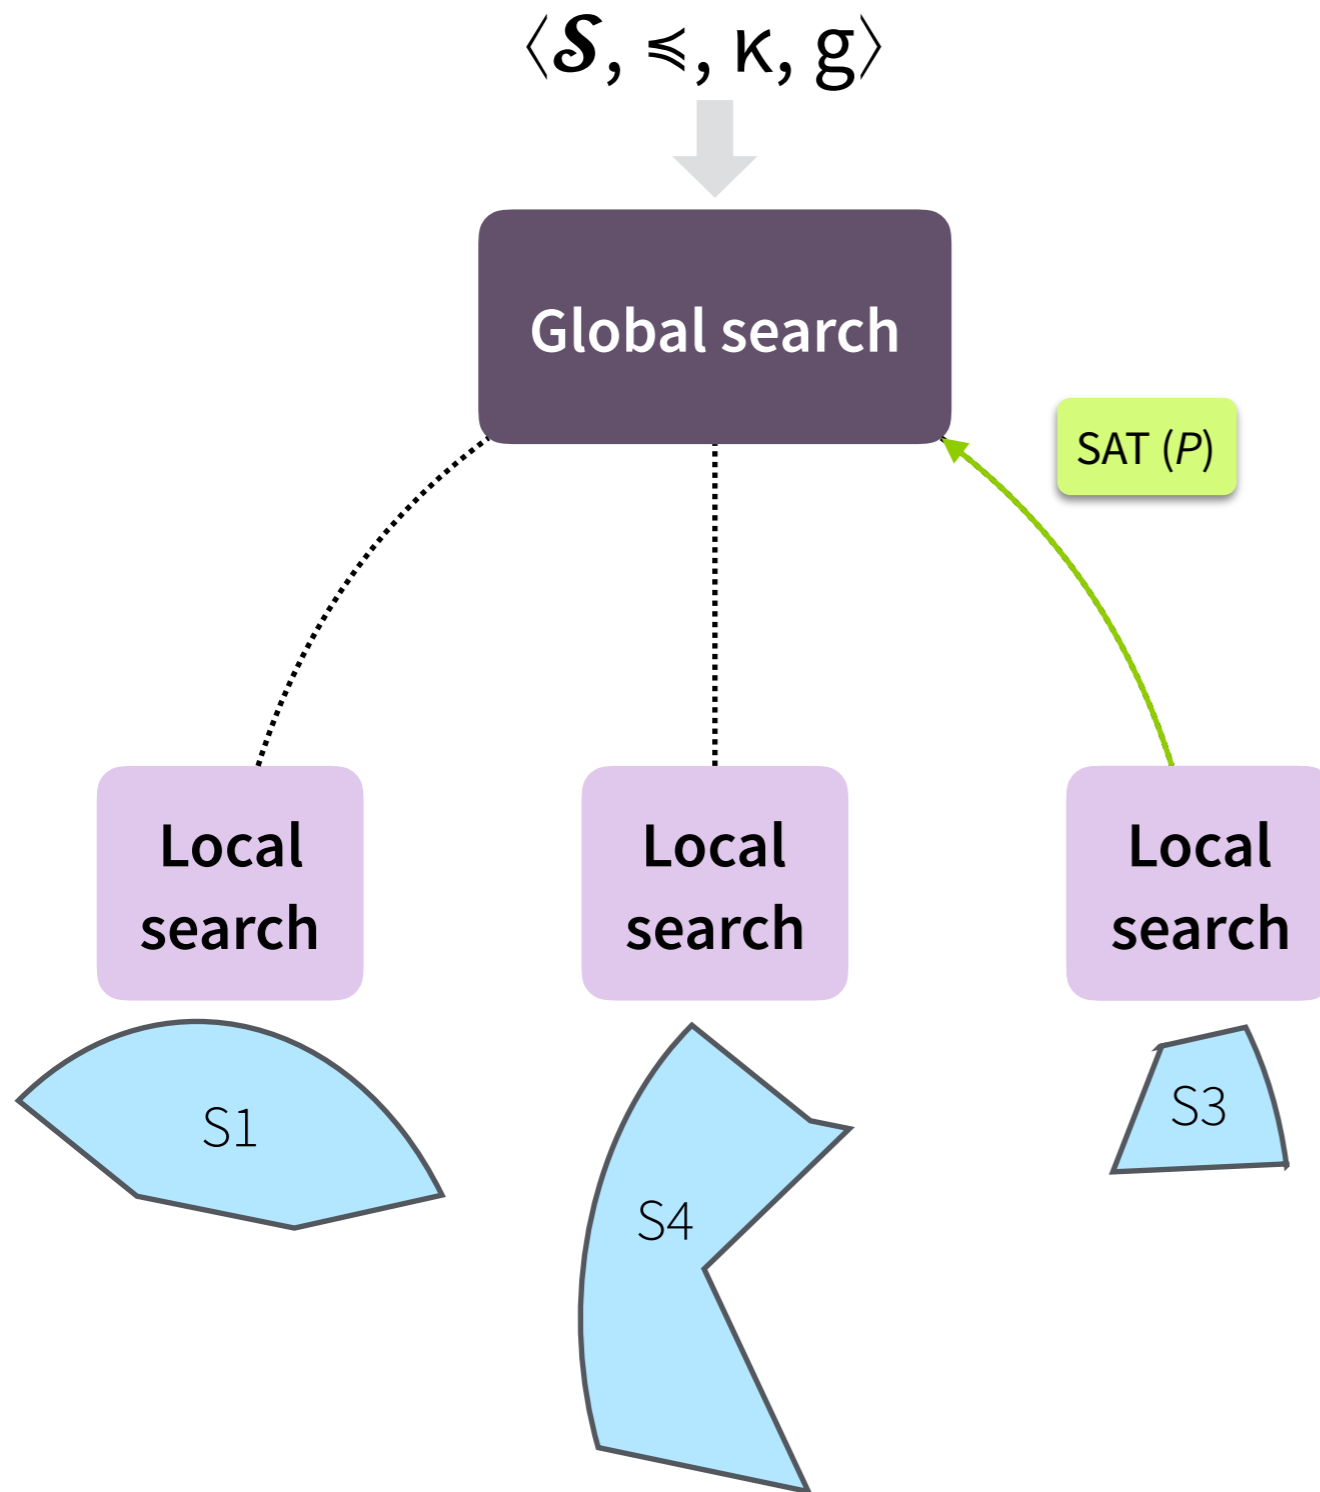 ⟨𝓢, ≼, κ, g⟩
Global search
SAT (P)
Local
search
Local
search
Local
search
S1
S4
S3